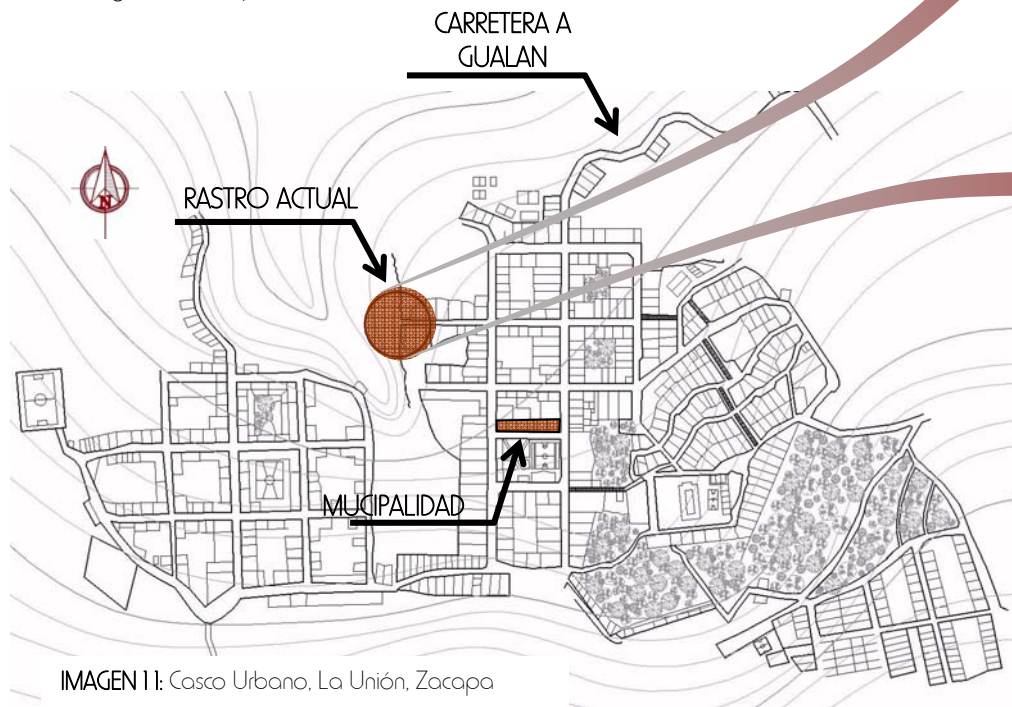 CARRETERA A
GUALAN
N
RASTRO ACTUAL
MUCIPALIDAD
IMAGEN 11: Casco Urbano, La Unión, Zacapa